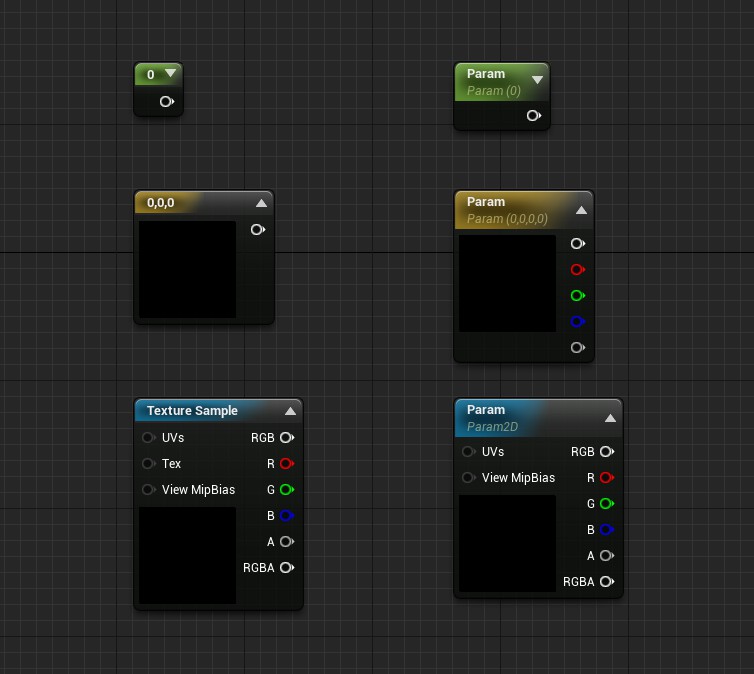 0
Param
Param (0)
0,0,0
Param
Param (0,0,0,0)
Texture Sample
UVs
RGB
Tex
R
View MipBias
G
B
A
RGBA
Param
Param2D
UVs
RGB
View MipBias
R
G
B
A
RGBA